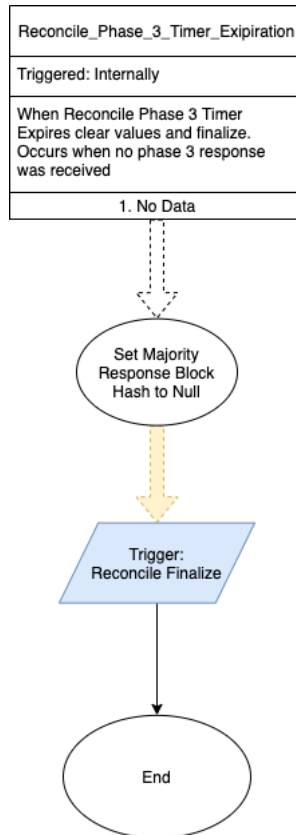 Reconcile_Phase_3_Timer_Exipiration
Triggered: Internally
When Reconcile Phase 3 Timer
Expires clear values and finalize.
Occurs when no phase 3 response
was received
1. No Data
Set Majority
Response Block
Hash to Null
Trigger:
Reconcile Finalize
End